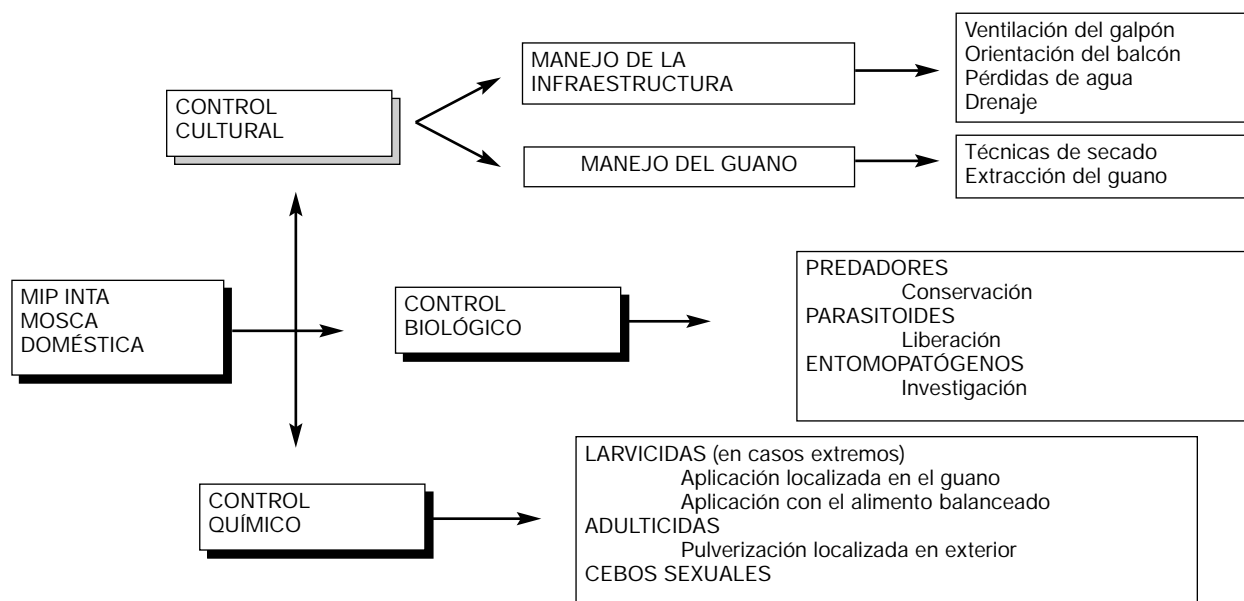 Ventilación del galpón
Orientación del balcón
Pérdidas de agua
Drenaje
MANEJO DE LA
INFRAESTRUCTURA
CONTROL
CULTURAL
MANEJO DEL GUANO
Técnicas de secado
Extracción del guano
MIP INTA
MOSCA
DOMÉSTICA
CONTROL
BIOLÓGICO
PREDADORES
Conservación
PARASITOIDES
Liberación
ENTOMOPATÓGENOS
Investigación
CONTROL
QUÍMICO
LARVICIDAS (en casos extremos)
Aplicación localizada en el guano
Aplicación con el alimento balanceado
ADULTICIDAS
Pulverización localizada en exterior
CEBOS SEXUALES